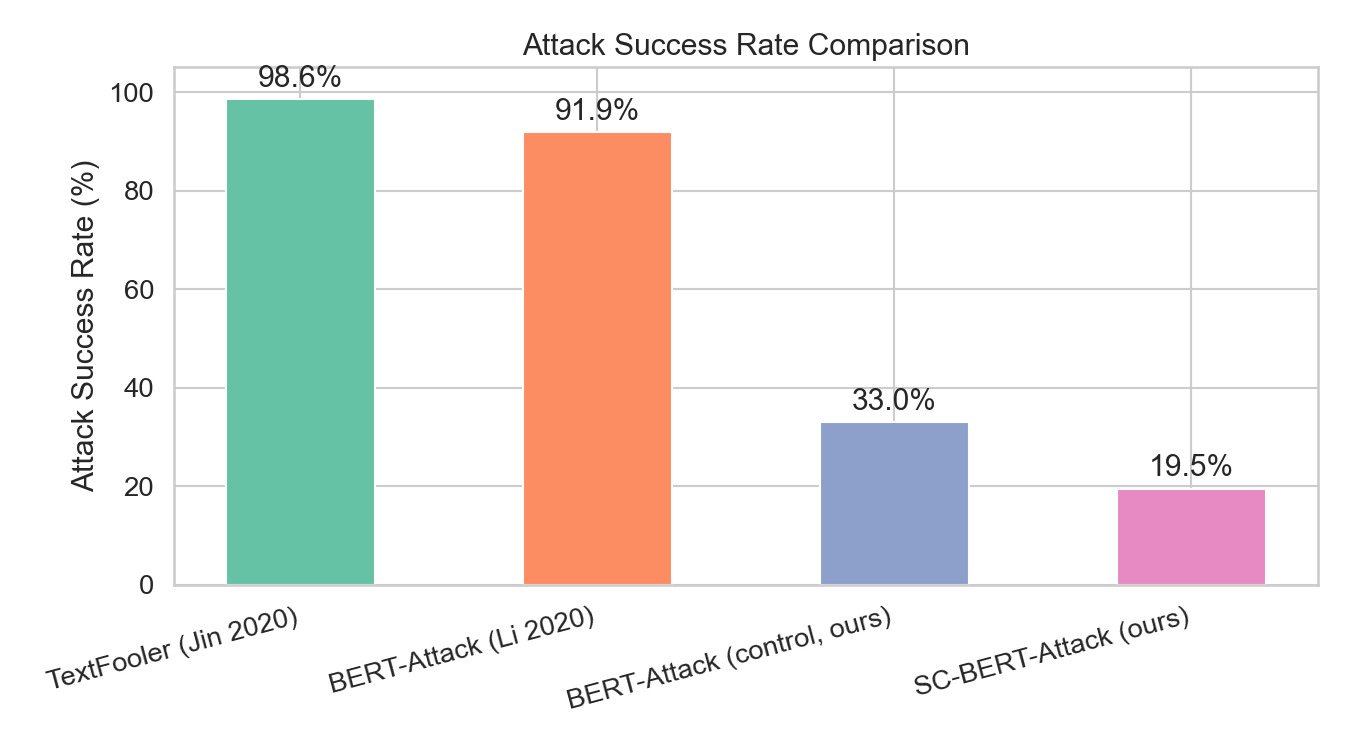 Attack Success Rate Comparison
Attack Success Rate (%)
100
80
60
40
20
0
98.6%
91.9%
33.0%
19.5%
TextFooler (Jin 2020)
BERT-Attack (Li 2020)
BERT-Attack (control, ours)
SC-BERT-Attack (ours)